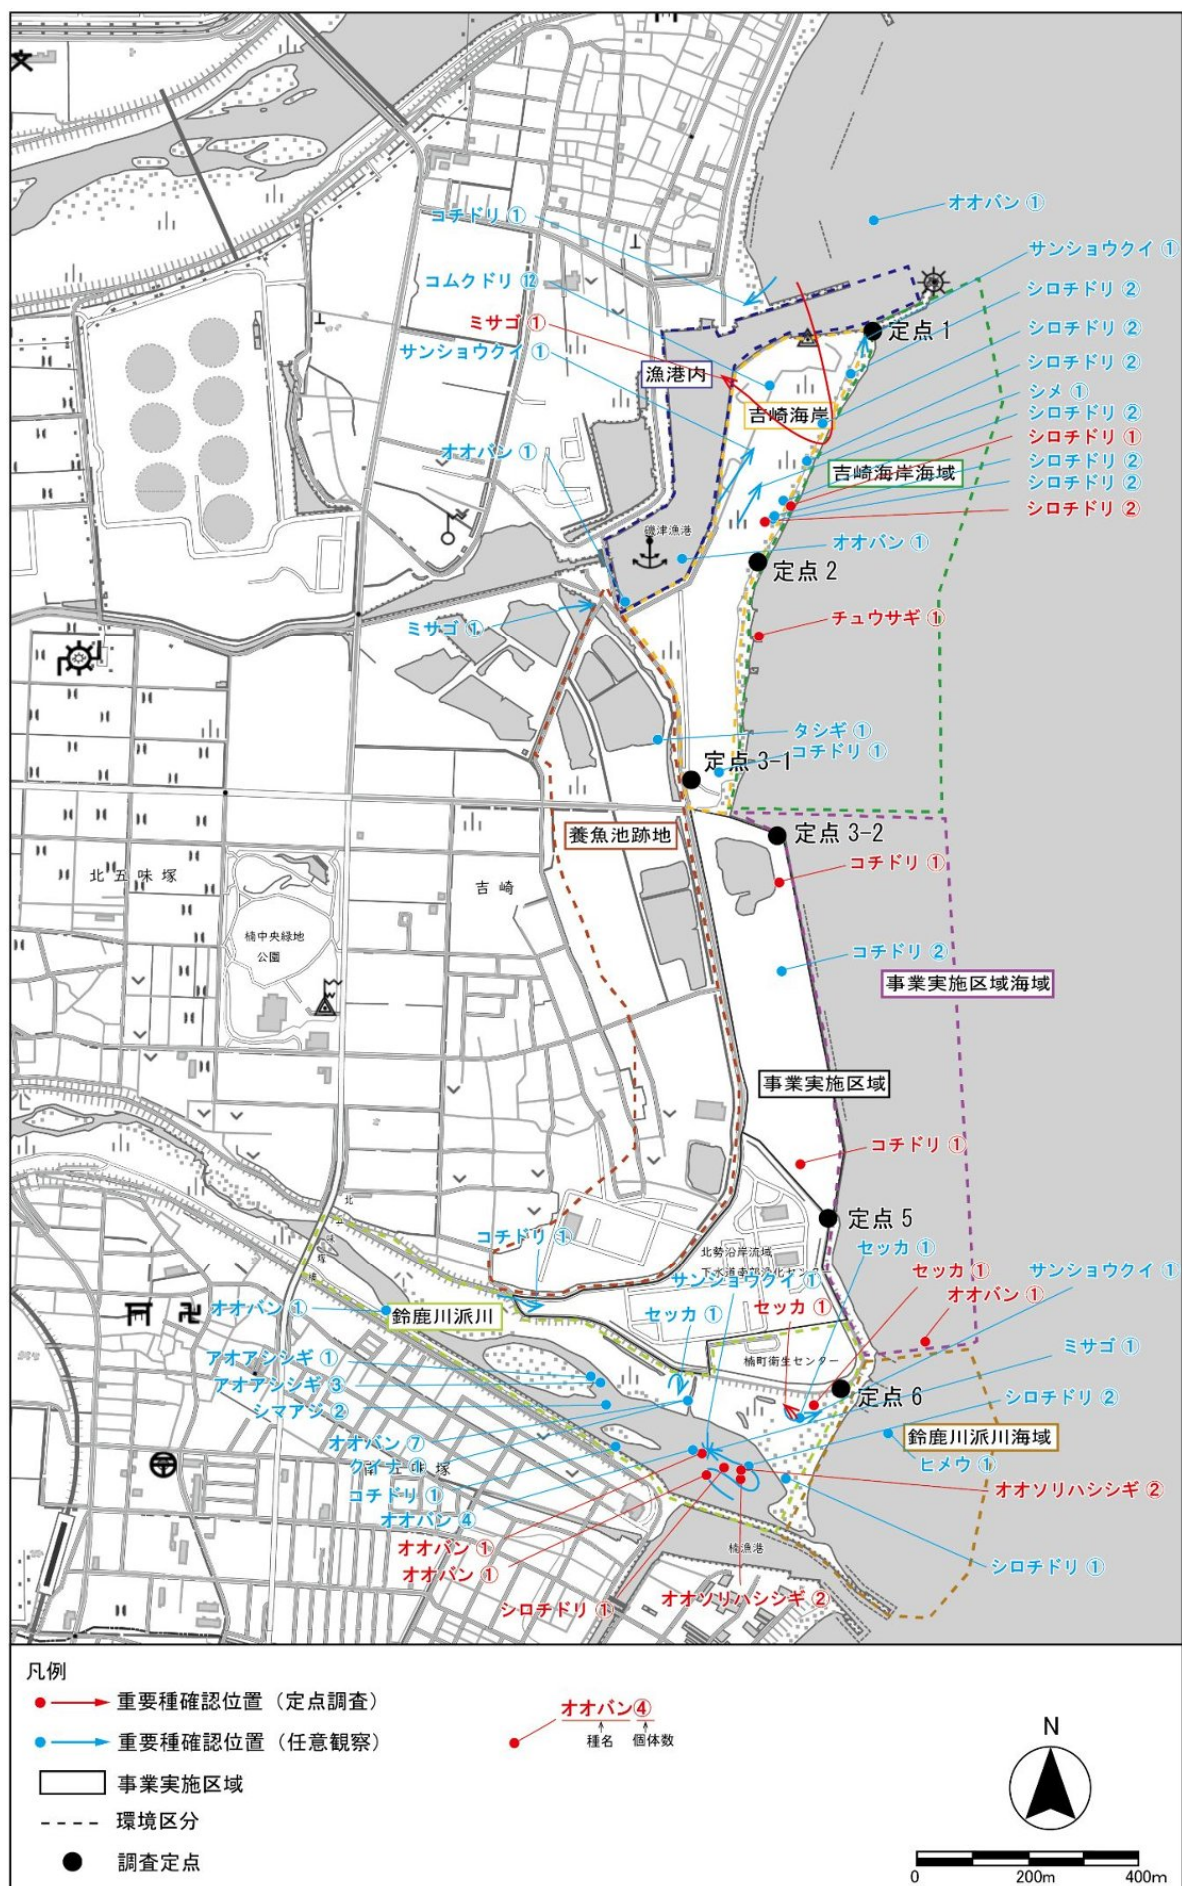 オオバン ①
コチドリ ①
サンショウクイ ①
コムクドリ ⑫
シロチドリ ②
ミサゴ ①
シロチドリ ②
定点 1
サンショウクイ ①
シロチドリ ②
漁港内
シメ ①
吉崎海岸
シロチドリ ②
シロチドリ ①
オオバン ①
シロチドリ ②
吉崎海岸海域
シロチドリ ②
シロチドリ ②
磯津漁港
オオバン ①
定点 2
チュウサギ ①
ミサゴ ①
タシギ ①
コチドリ ①
定点 3-1
養魚池跡地
定点 3-2
コチドリ ①
北五味塚
吉崎
楠中央緑地
公園
コチドリ ②
事業実施区域海域
事業実施区域
コチドリ ①
定点 5
コチドリ ①
北勢沿岸流域
下水道南部浄化センター
セッカ ①
セッカ ①
サンショウクイ ①
サンショウクイ ①
オオバン ①
オオバン ①
鈴鹿川派川
セッカ ①
セッカ ①
ミサゴ ①
アオアシシギ ①
楠町衛生センター
アオアシシギ ③
定点 6
シロチドリ ②
シマアジ ②
オオバン ⑦
鈴鹿川派川海域
クイナ ①
ヒメウ ①
コチドリ ①
オオソリハシシギ ②
オオバン ④
オオバン ①
楠漁港
オオバン ①
シロチドリ ①
シロチドリ ①
オオソリハシシギ ②
凡例
重要種確認位置（定点調査）
オオバン④
種名 個体数
重要種確認位置（任意観察）
事業実施区域
環境区分
調査定点
N
0 200m 400m